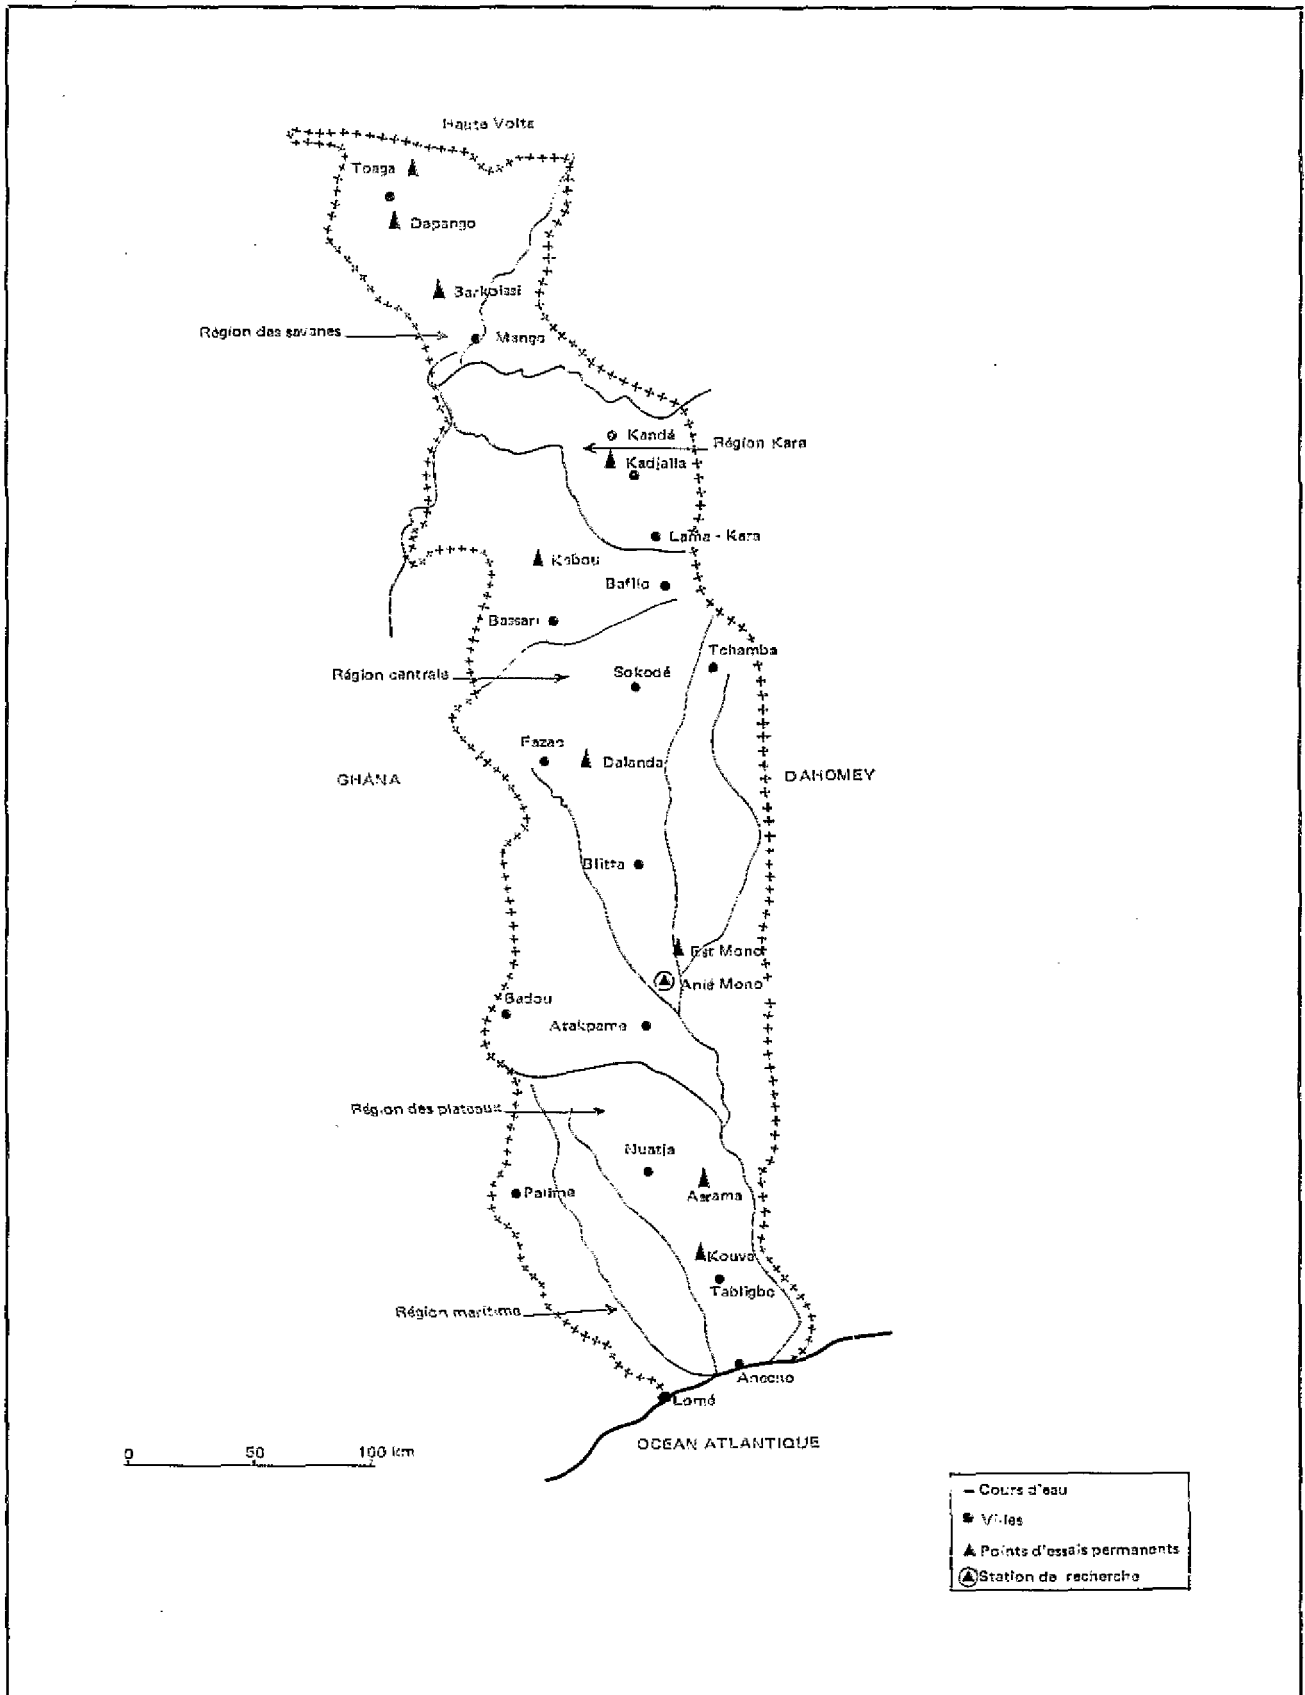 Haute Volta
Tonga
Dapango
Barkoissi
Région des savanes
Mango
Kandé
Région Kara
Kadjalla
Lama - Kara
Kabou
Bafilo
Bassari
Tchamba
Région centrale
Sokodé
Fazao
Dalanda
GHANA
DAHOMEY
Blitta
Est Mono
Anié Mono
Badou
Atakpame
Région des plateaux
Nuatja
Palime
Asrama
Kouve
Tabligbo
Région maritime
Anecho
Lomé
OCEAN ATLANTIQUE
0 50 100 km
Cours d'eau
Villes
Points d'essais permanents
Station de recherche